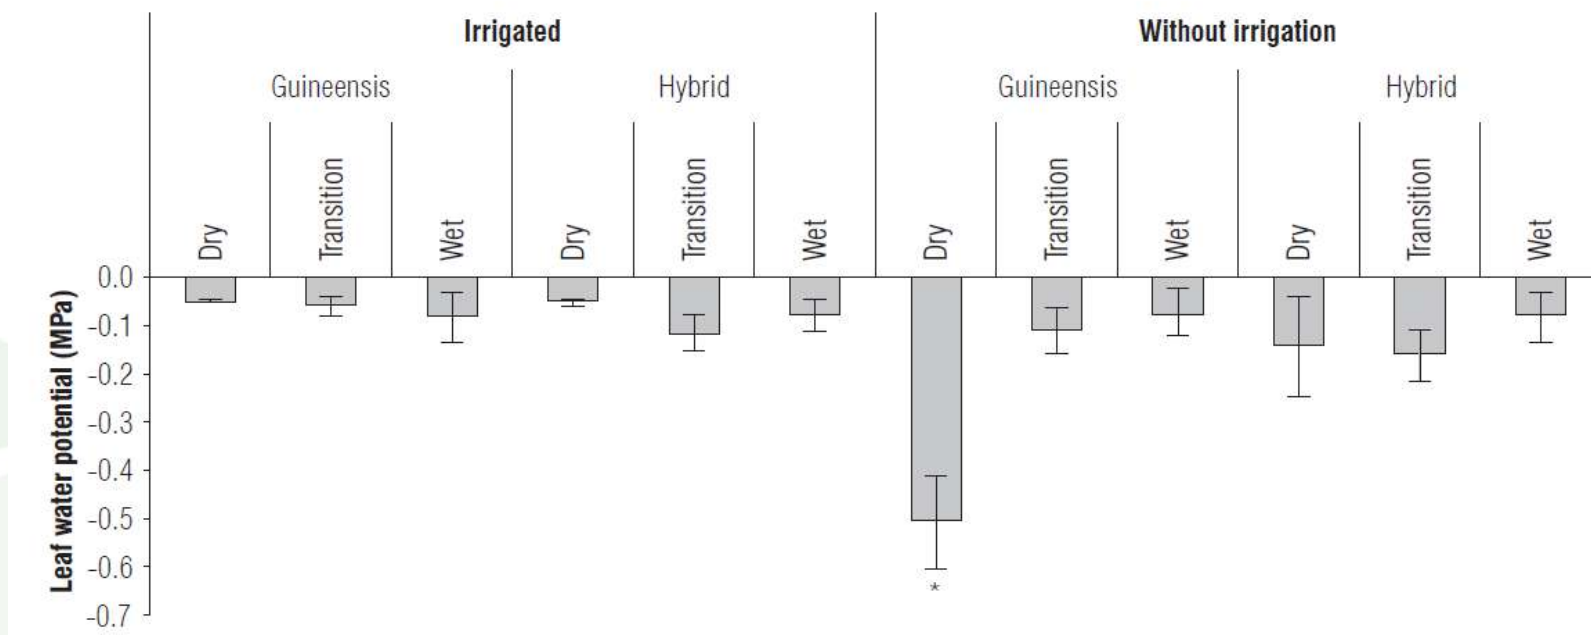 Irrigated Without irrigation
Guineensis Hybrid Guineensis Hybrid
Dry Transition Wet Dry Transition Wet Dry Transition Wet Dry Transition Wet
Leaf water potential (MPa)
0.0
-0.1
-0.2
-0.3
-0.4
-0.5
-0.6
-0.7
*